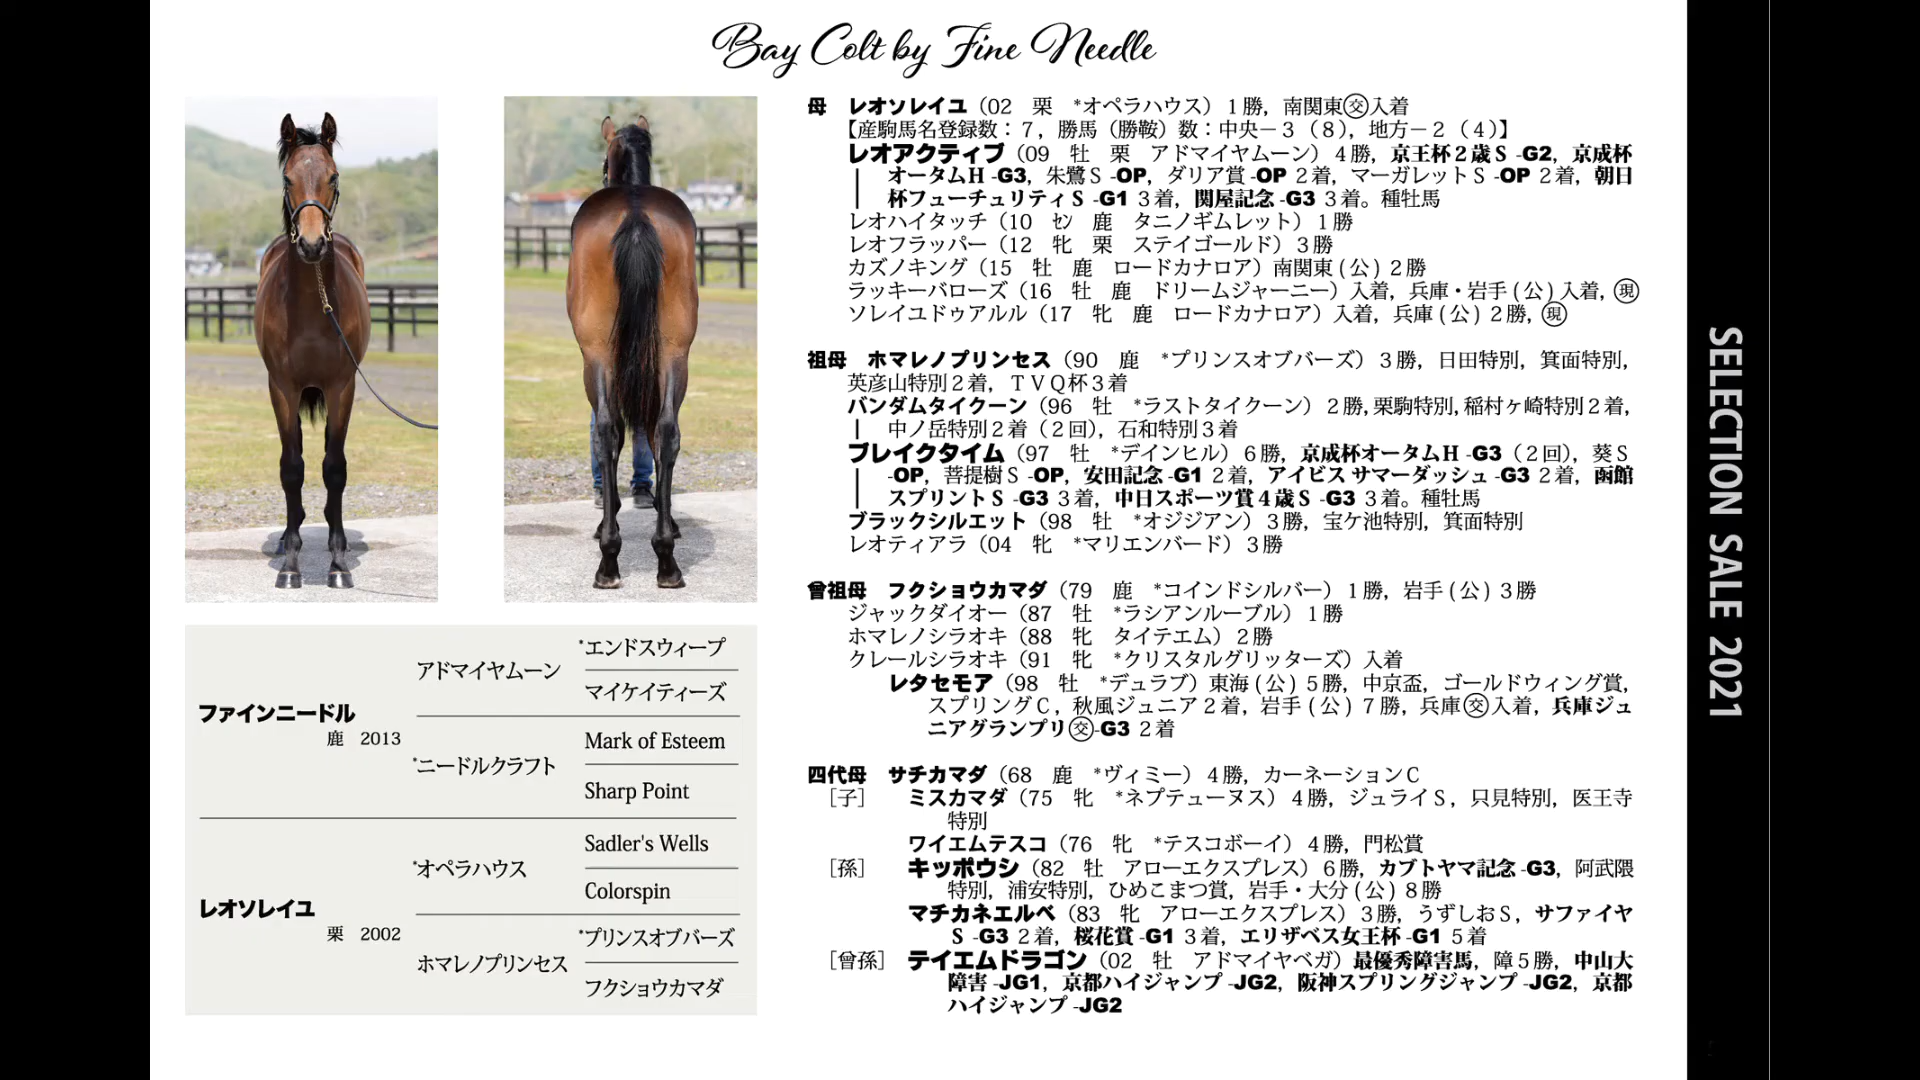 Bay Colt by Fine Needle
母 レオソレイユ（02 栗 *オペラハウス）１勝，南関東㊋入着
【産駒馬名登録数：７，勝馬（勝鞍）数：中央－３（８），地方－２（４）】
レオアクティブ（09 牡 栗 アドマイヤムーン）４勝，京王杯２歳Ｓ-G2，京成杯
オータムＨ-G3，朱鷺Ｓ-OP，ダリア賞-OP ２着，マーガレットＳ-OP ２着，朝日
杯フューチュリティＳ-G1 ３着，関屋記念-G3 ３着。種牡馬
レオハイタッチ（10 セン 鹿 タニノギムレット）１勝
レオフラッパー（12 牝 栗 ステイゴールド）３勝
カズノキング（15 牡 鹿 ロードカナロア）南関東(公)２勝
ラッキーバローズ（16 牡 鹿 ドリームジャーニー）入着，兵庫・岩手(公)入着，現
ソレイユドゥアルル（17 牝 鹿 ロードカナロア）入着，兵庫(公)２勝，現
祖母 ホマレノプリンセス（90 鹿 *プリンスオブバーズ）３勝，日田特別，箕面特別，
英彦山特別２着，ＴＶＱ杯３着
バンダムタイクーン（96 牡 *ラストタイクーン）２勝，栗駒特別，稲村ヶ崎特別２着，
中ノ岳特別２着（２回），石和特別３着
ブレイクタイム（97 牡 *デインヒル）６勝，京成杯オータムＨ-G3（２回），葵Ｓ
-OP，菩提樹Ｓ-OP，安田記念-G1 ２着，アイビスサマーダッシュ-G3 ２着，函館
スプリントＳ-G3 ３着，中日スポーツ賞４歳Ｓ-G3 ３着。種牡馬
ブラックシルエット（98 牡 *オジジアン）３勝，宝ケ池特別，箕面特別
レオティアラ（04 牝 *マリエンバード）３勝
曾祖母 フクショウカマダ（79 鹿 *コインドシルバー）１勝，岩手(公)３勝
ジャックダイオー（87 牡 *ラシアンルーブル）１勝
ホマレノシラオキ（88 牝 タイテエム）２勝
クレールシラオキ（91 牝 *クリスタルグリッターズ）入着
レタセモア（98 牡 *デュラブ）東海(公)５勝，中京盃，ゴールドウィング賞，
スプリングＣ，秋風ジュニア２着，岩手(公)７勝，兵庫交入着，兵庫ジュ
ニアグランプリ交-G3 ２着
四代母 サチカマダ（68 鹿 *ヴィミー）４勝，カーネーションＣ
［子］ ミスカマダ（75 牝 *ネプテューヌス）４勝，ジュライＳ，只見特別，医王寺
特別
ワイエムテスコ（76 牝 *テスコボーイ）４勝，門松賞
［孫］ キッポウシ（82 牡 アローエクスプレス）６勝，カブトヤマ記念-G3，阿武隈
特別，浦安特別，ひめこまつ賞，岩手・大分(公)８勝
マチカネエルベ（83 牝 アローエクスプレス）３勝，うずしおＳ，サファイヤ
Ｓ-G3 ２着，桜花賞-G1 ３着，エリザベス女王杯-G1 ５着
［曾孫］ テイエムドラゴン（02 牡 アドマイヤベガ）最優秀障害馬，障５勝，中山大
障害-JG1，京都ハイジャンプ-JG2，阪神スプリングジャンプ-JG2，京都
ハイジャンプ-JG2
ファインニードル
鹿 2013
アドマイヤムーン
*エンドスウィープ
マイケイティーズ
*ニードルクラフト
Mark of Esteem
Sharp Point
レオソレイユ
栗 2002
*オペラハウス
Sadler's Wells
Colorspin
ホマレノプリンセス
*プリンスオブバーズ
フクショウカマダ
SELECTION SALE 2021